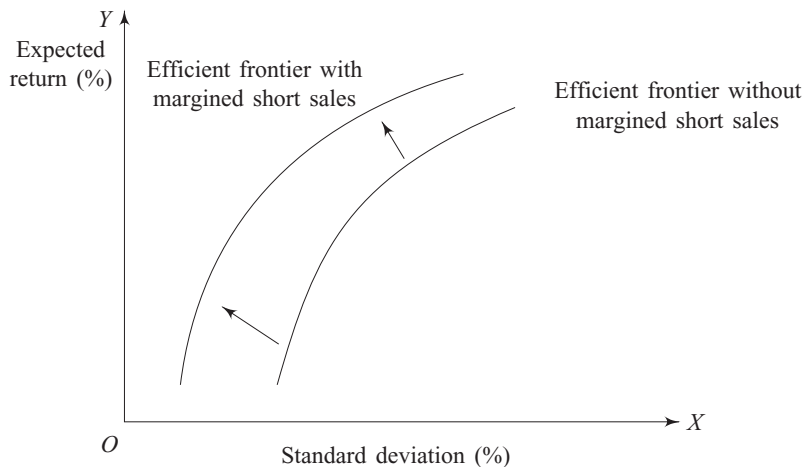 Y
Expected
return (%)
Efficient frontier with
margined short sales
Efficient frontier without
margined short sales
O
X
Standard deviation (%)